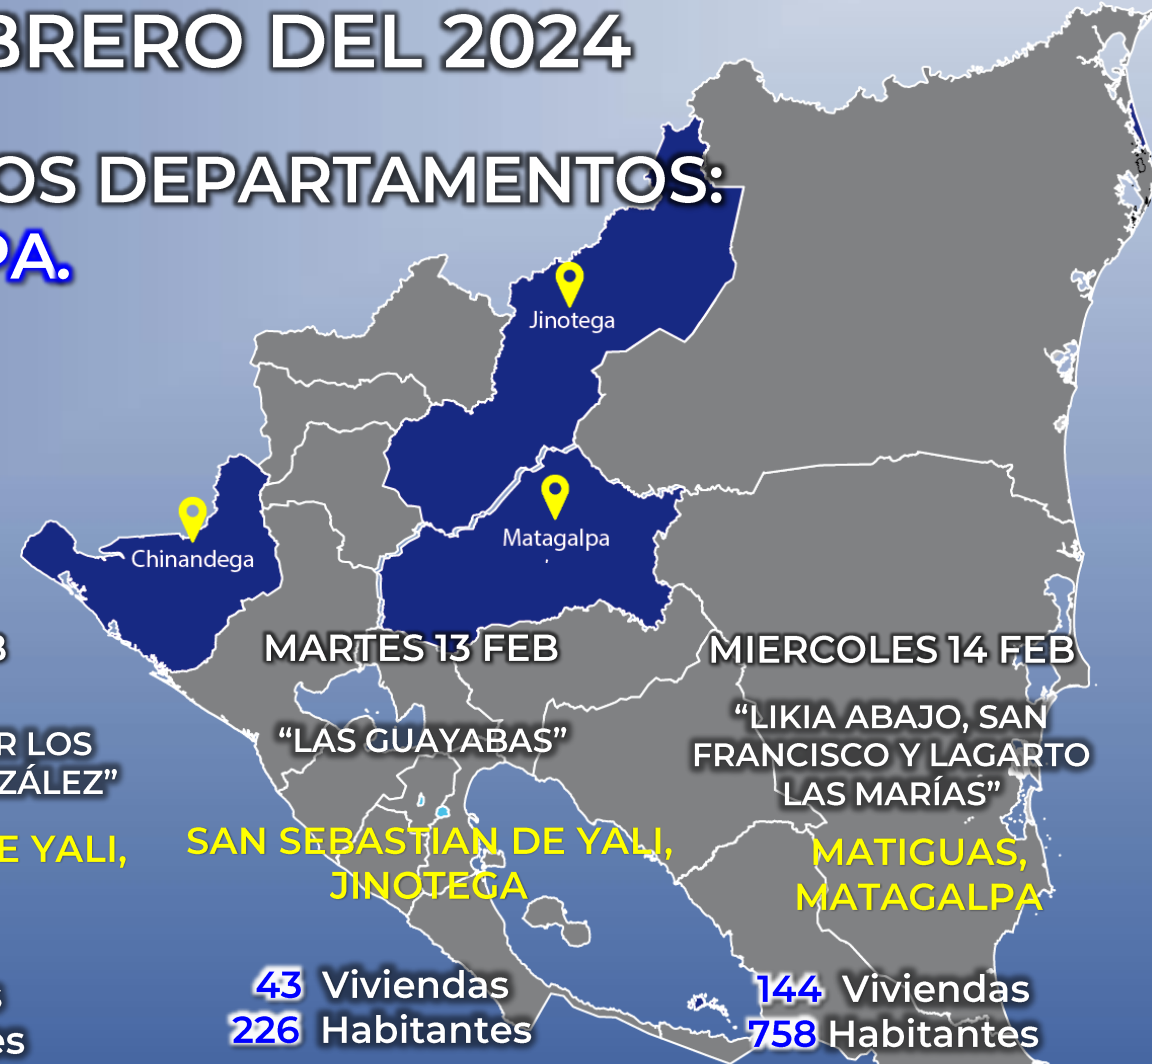 BRERO DEL 2024
OS DEPARTAMENTOS:
PA.
Jinotega
Matagalpa
Chinandega
B
R LOS
ZÁLEZ”
E YALI,
s
es
MARTES 13 FEB
“LAS GUAYABAS”
SAN SEBASTIAN DE YALI,
JINOTEGA
43 Viviendas
226 Habitantes
MIERCOLES 14 FEB
“LIKIA ABAJO, SAN
FRANCISCO Y LAGARTO
LAS MARÍAS”
MATIGUAS,
MATAGALPA
144 Viviendas
758 Habitantes